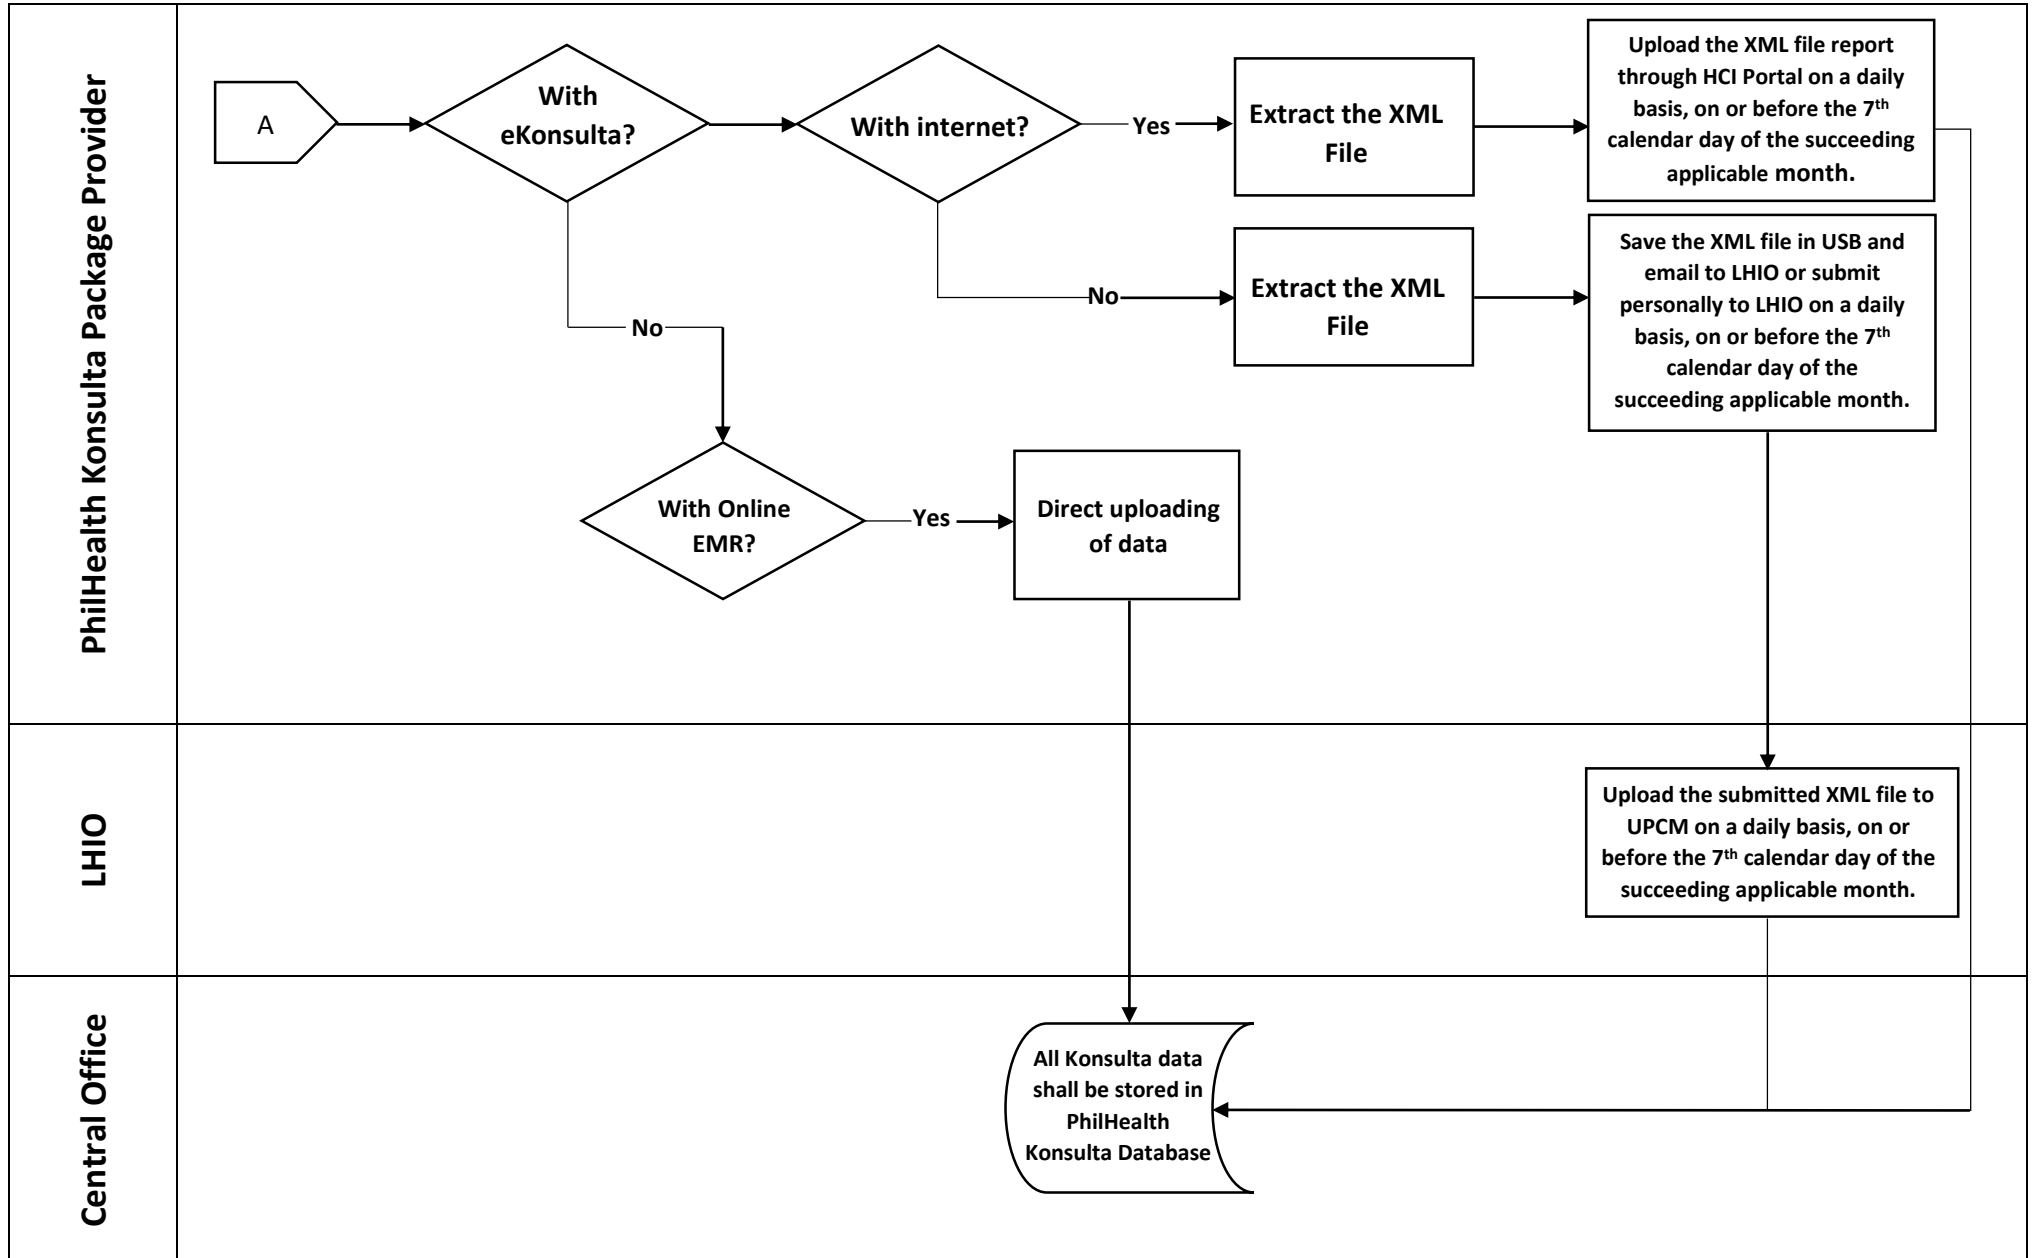 PhilHealth Konsulta Package Provider
A
With
eKonsulta?
With internet?
Yes
Extract the XML
File
Upload the XML file report
through HCI Portal on a daily
basis, on or before the 7th
calendar day of the succeeding
applicable month.
No
Extract the XML
File
Save the XML file in USB and
email to LHIO or submit
personally to LHIO on a daily
basis, on or before the 7th
calendar day of the
succeeding applicable month.
No
With Online
EMR?
Yes
Direct uploading
of data
LHIO
Upload the submitted XML file to
UPCM on a daily basis, on or
before the 7th calendar day of the
succeeding applicable month.
Central Office
All Konsulta data
shall be stored in
PhilHealth
Konsulta Database